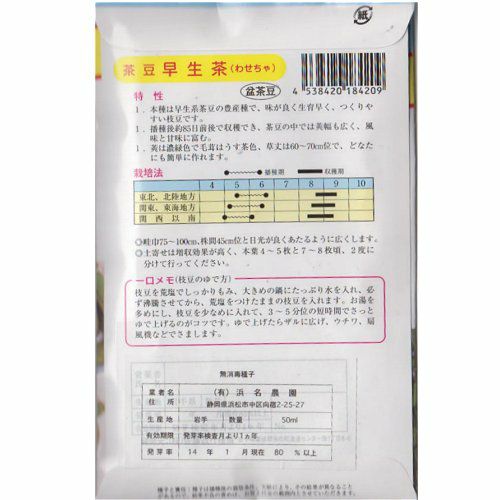 紙
茶豆早生茶(わせちゃ)
盆茶豆
4 538420 184209
特性
1．本種は早生系茶豆の豊産種で、味が良く生育早く、つくりや
すい枝豆です。
1．播種後約85日前後で収穫でき、茶豆の中では莢幅も広く、風
味と甘味に富む。
1．莢は濃緑色で毛茸はうす茶色、草丈は60〜70cm位で、どなた
にも簡単に作れます。
栽培法
播種期 収穫期
4 5 6 7 8 9 10
東北、北陸地方
関東、東海地方
関西以南
◎畦巾75〜100cm、株間45cm位と日光が良くあたるように広くします。
◎土寄せは増収効果が高く、本葉4〜5枚と7〜8枚頃、2度に
分けて行ってください。
一口メモ(枝豆のゆで方)
枝豆を荒塩でしっかりもみ、大きめの鍋にたっぷり水を入れ、必
ず沸騰させてから、荒塩をつけたままの枝豆を入れます。お湯を
多めにし、枝豆を少なめに入れて、3〜5分位の短時間でさっと
ゆで上げるのがコツです。ゆで上げたらザルに広げ、ウチワ、扇
風機などでさまします。
無消毒種子
業者名 (有)浜名農園
住所 静岡県浜松市中区向宿2-25-27
生産地 岩手 数量 50ml
有効期限 発芽率検査月より1ヵ年
発芽率 14年1月現在80%以上